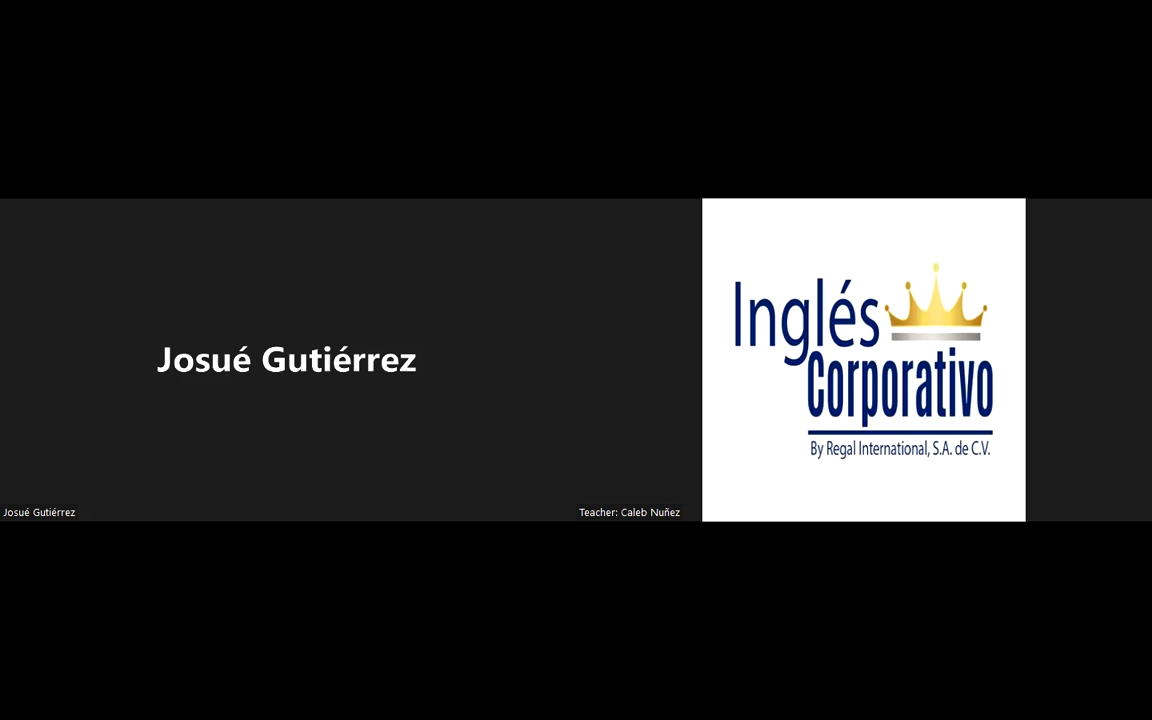 Josué Gutiérrez
Josué Gutiérrez
Teacher: Caleb Nuñez
Inglés
Corporativo
By Regal International, S.A. de C.V.